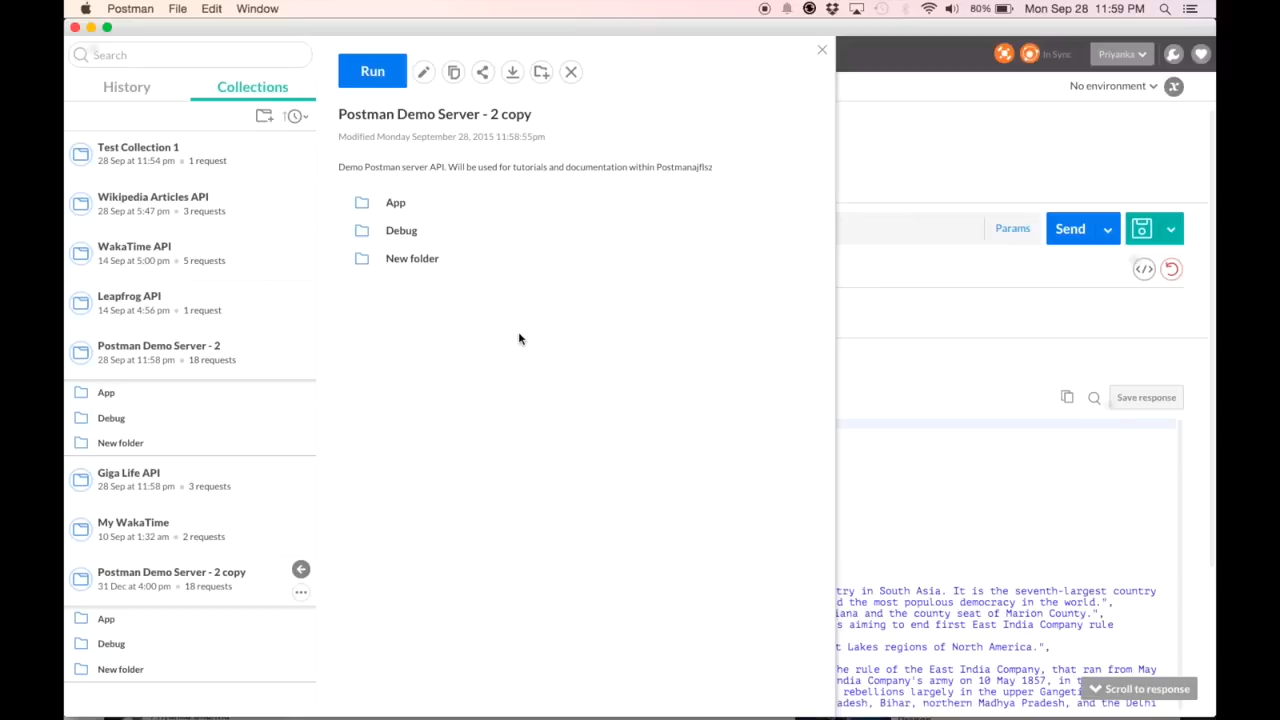 Postman File Edit Window 80% Mon Sep 28 11:59 PM
Search
History Collections
Test Collection 1
28 Sep at 11:54 pm 1 request
Wikipedia Articles API
28 Sep at 5:47 pm 3 requests
WakaTime API
14 Sep at 5:00 pm 5 requests
Leapfrog API
14 Sep at 4:56 pm 1 request
Postman Demo Server - 2
28 Sep at 11:58 pm 18 requests
App
Debug
New folder
Giga Life API
28 Sep at 11:58 pm 3 requests
My WakaTime
10 Sep at 1:32 am 2 requests
Postman Demo Server - 2 copy
31 Dec at 4:00 pm 18 requests
App
Debug
New folder
Run
Postman Demo Server - 2 copy
Modified Monday September 28, 2015 11:58:55pm
Demo Postman server API. Will be used for tutorials and documentation within Postmanajflsz
App
Debug
New folder
In Sync Priyanka
No environment
Params Send
Save response
try in South Asia. It is the seventh-largest country
d the most populous democracy in the world.",
iana and the county seat of Marion County.",
s aiming to end first East India Company rule
t Lakes regions of North America.",
he rule of the East India Company, that ran from May
ndia Company's army on 10 May 1857, in
rebellions largely in the upper
adesh, Bihar, northern Madhya Pradesh, and the Delhi
Scroll to response